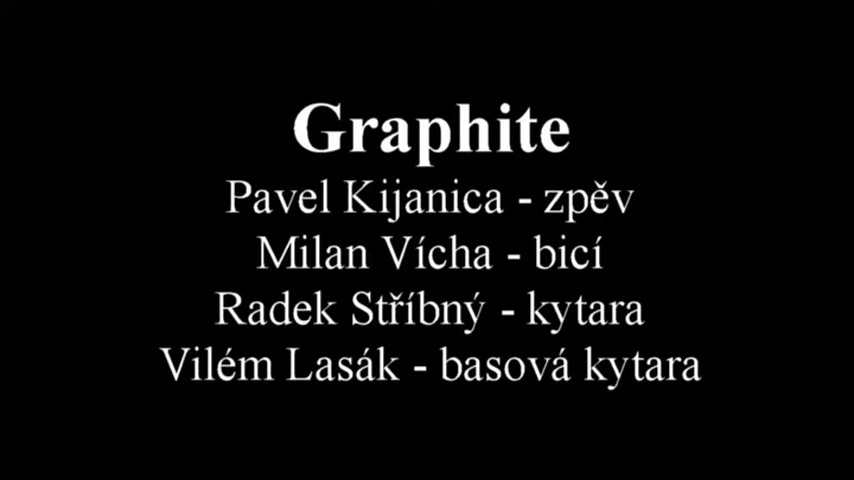 Graphite
Pavel Kijanica - zpěv
Milan Vícha - bicí
Radek Stříbný - kytara
Vilém Lasák - basová kytara